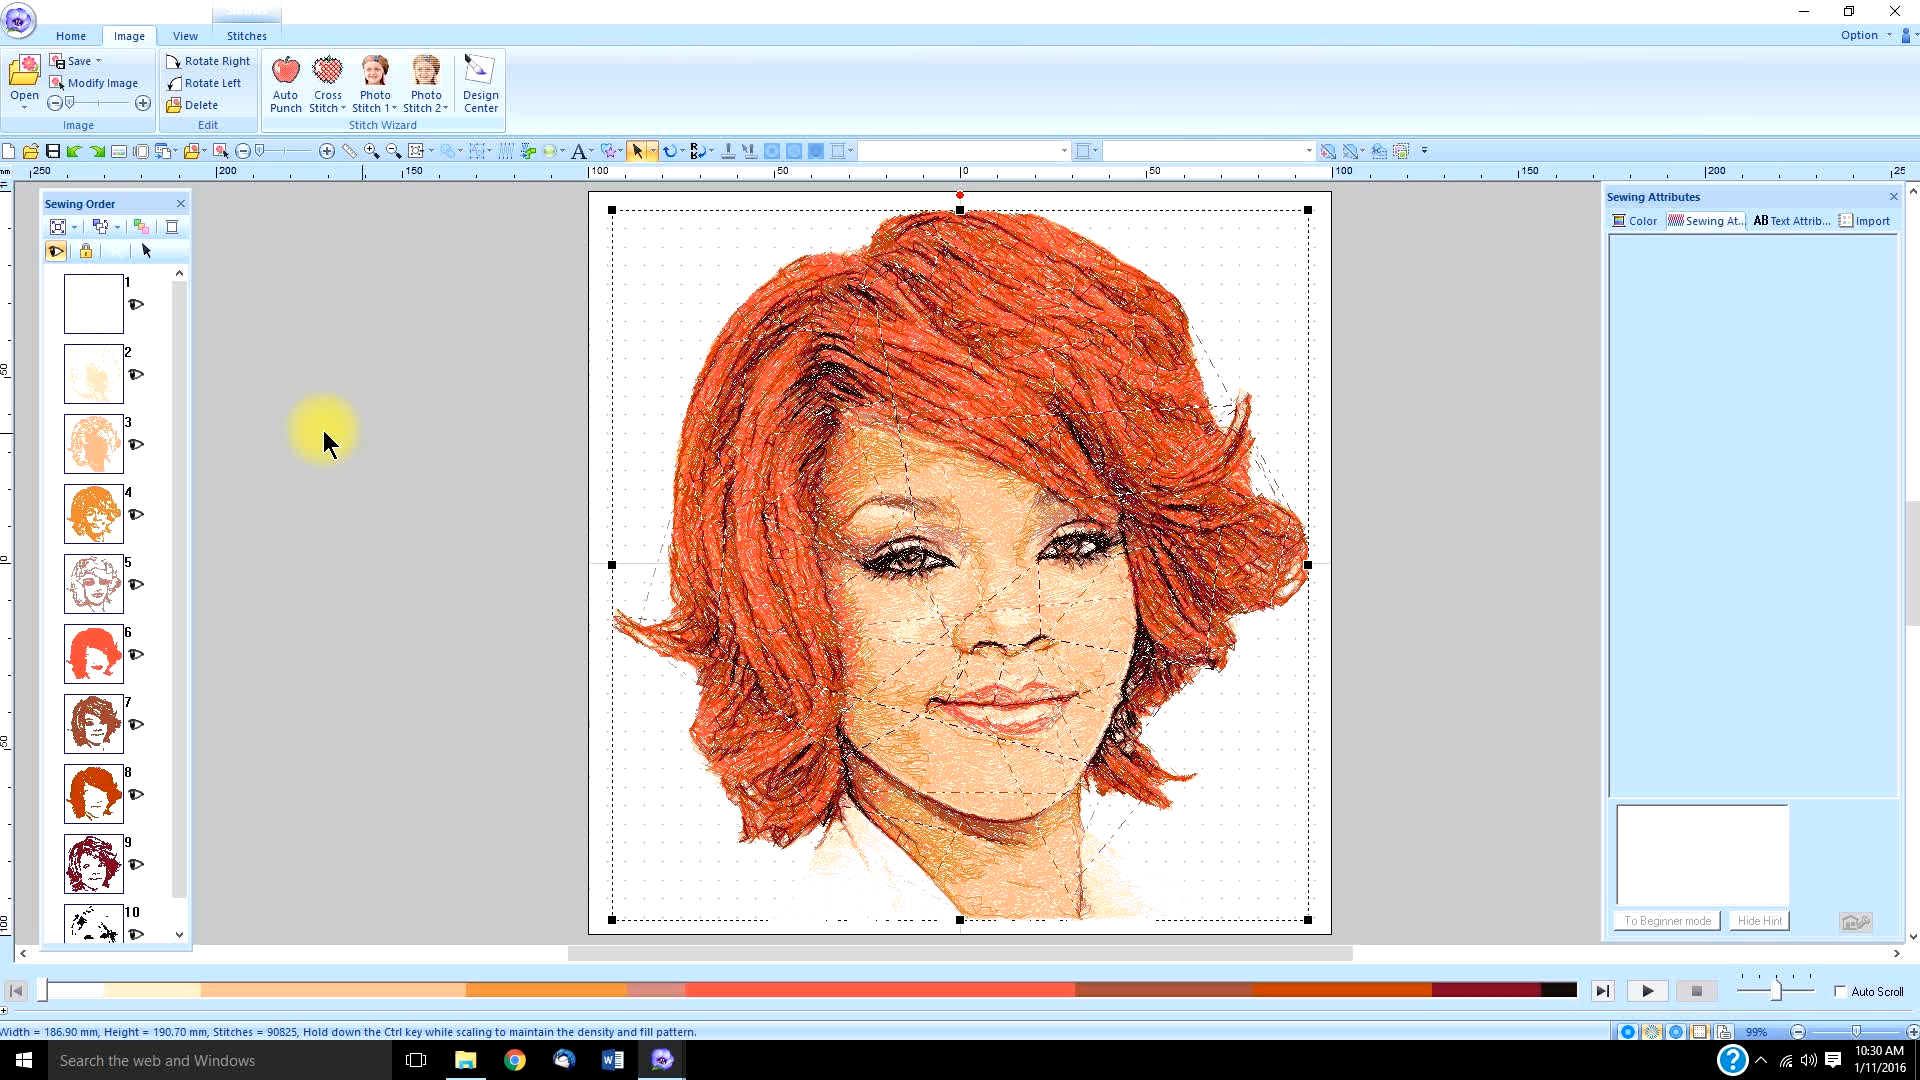 Home Image View Stitches Option
Open Save Modify Image Rotate Right Rotate Left Delete
Auto Punch Cross Stitch Photo Stitch 1 Photo Stitch 2 Design Center
Image Edit Stitch Wizard
mm 250 200 150 100 50 0 50 100 150 200 25
Sewing Order
1
2
3
4
5
6
7
8
9
10
Sewing Attributes
Color Sewing At... AB Text Attrib... Import
To Beginner mode Hide Hint
Auto Scroll
Width = 186.90 mm, Height = 190.70 mm, Stitches = 90825, Hold down the Ctrl key while scaling to maintain the density and fill pattern. 99%
Search the web and Windows
10:30 AM
1/11/2016